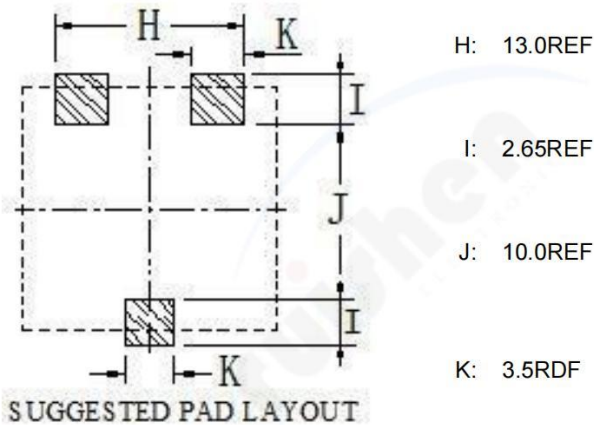 H
K
H: 13.0REF
I
I: 2.65REF
J
J: 10.0REF
I
K
K: 3.5RDF
SUGGESTED PAD LAYOUT